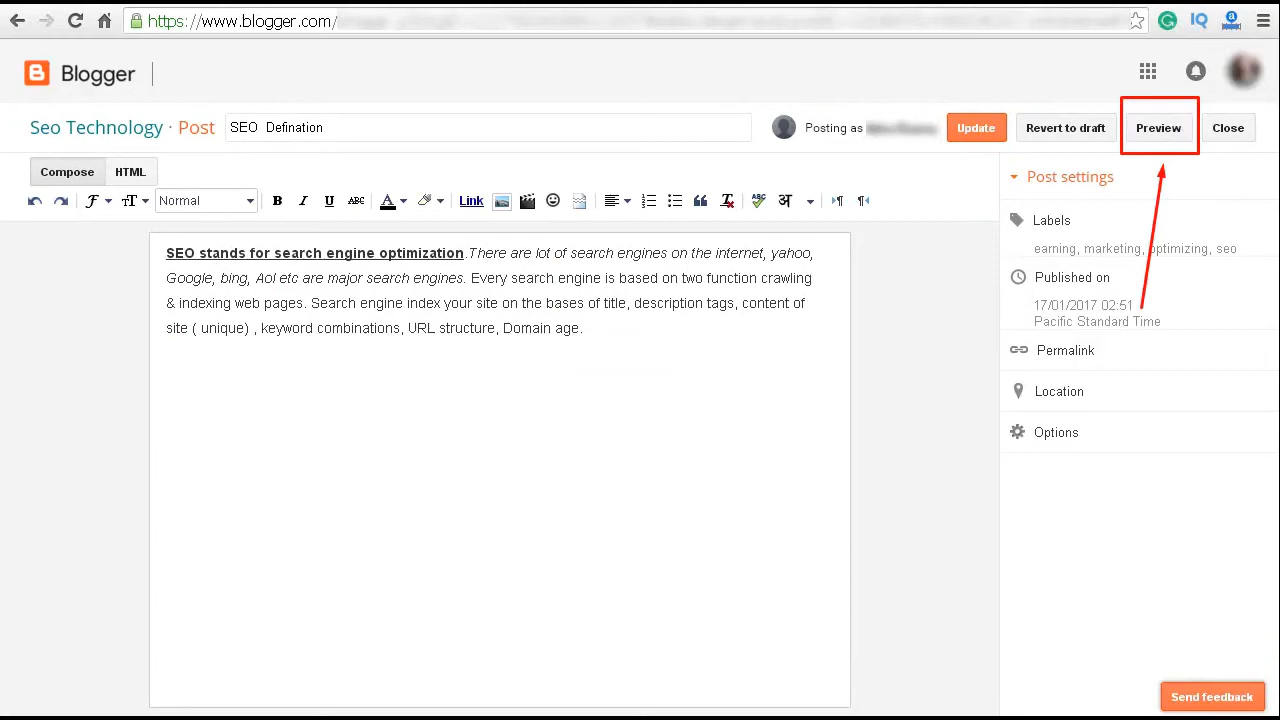 https://www.blogger.com/
Blogger
Seo Technology · Post
SEO Defination
Posting as
Update
Revert to draft
Preview
Close
Compose
HTML
Normal
B I U ABC
A
Link
ABC
अ
SEO stands for search engine optimization.There are lot of search engines on the internet, yahoo,
Google, bing, Aol etc are major search engines. Every search engine is based on two function crawling
& indexing web pages. Search engine index your site on the bases of title, description tags, content of
site ( unique) , keyword combinations, URL structure, Domain age.
Post settings
Labels
earning, marketing, optimizing, seo
Published on
17/01/2017 02:51
Pacific Standard Time
Permalink
Location
Options
Send feedback